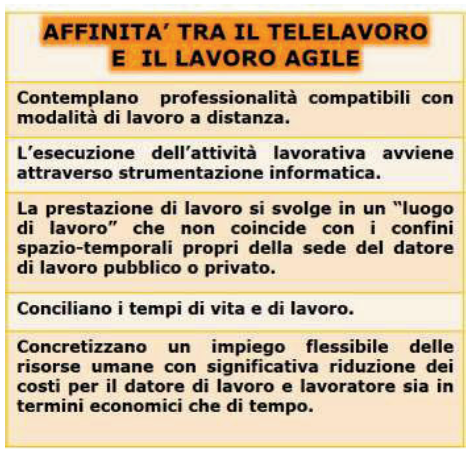 AFFINITA´ TRA IL TELELAVORO
E IL LAVORO AGILE
Contemplano professionalità compatibili con
modalità di lavoro a distanza.
L’esecuzione dell’attività lavorativa avviene
attraverso strumentazione informatica.
La prestazione di lavoro si svolge in un “luogo
di lavoro” che non coincide con i confini
spazio-temporali propri della sede del datore
di lavoro pubblico o privato.
Conciliano i tempi di vita e di lavoro.
Concretizzano un impiego flessibile delle
risorse umane con significativa riduzione dei
costi per il datore di lavoro e lavoratore sia in
termini economici che di tempo.